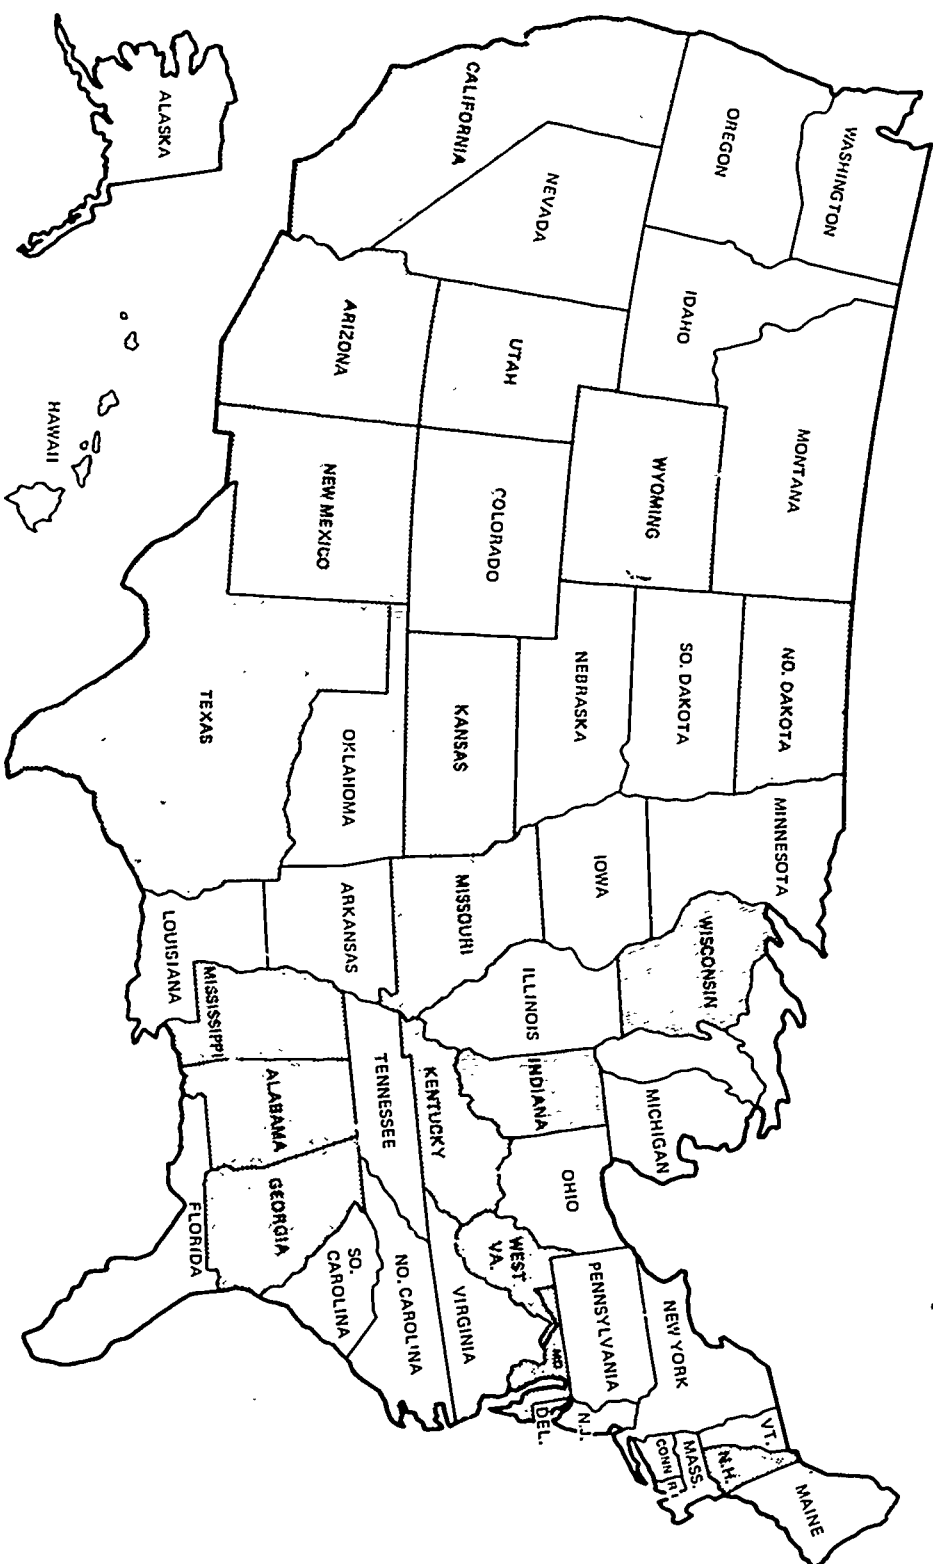 WASHINGTON
OREGON
CALIFORNIA
NEVADA
IDAHO
MONTANA
WYOMING
UTAH
ARIZONA
COLORADO
NEW MEXICO
NO. DAKOTA
SO. DAKOTA
NEBRASKA
KANSAS
OKLAHOMA
TEXAS
MINNESOTA
IOWA
MISSOURI
ARKANSAS
LOUISIANA
WISCONSIN
ILLINOIS
MICHIGAN
INDIANA
OHIO
KENTUCKY
TENNESSEE
MISSISSIPPI
ALABAMA
GEORGIA
FLORIDA
SO.
CAROLINA
NO. CAROLINA
VIRGINIA
WEST
VA.
MD
DEL.
PENNSYLVANIA
N.J.
NEW YORK
CONN
R I
MASS.
VT.
N.H.
MAINE
ALASKA
HAWAII